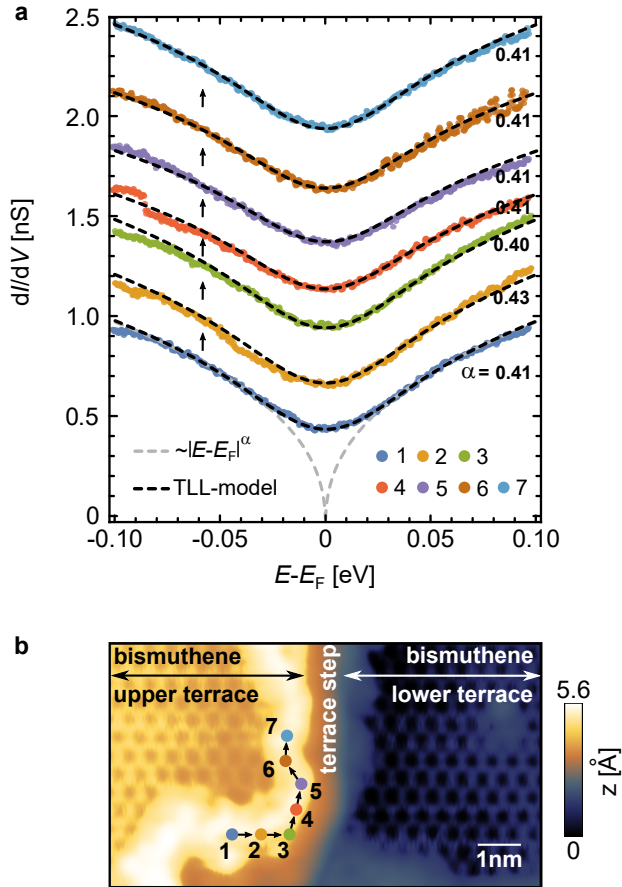 a
2.5
2.0
1.5
1.0
0.5
0
dI/dV [nS]
0.41
0.41
0.41
0.41
0.40
0.43
α = 0.41
~|E-E_F|^α
TLL-model
1 2 3
4 5 6 7
-0.10 -0.05 0 0.05 0.10
E-E_F [eV]
b
bismuthene
upper terrace
terrace step
bismuthene
lower terrace
7
6
5
4
1 2 3
1nm
5.6
z [Å]
0